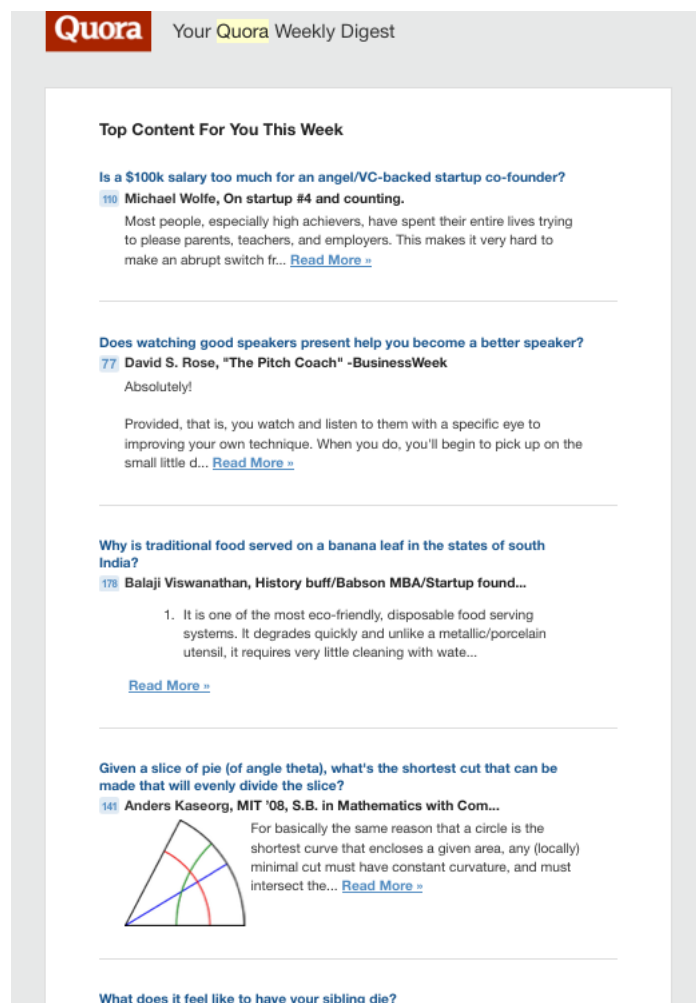 Quora Your Quora Weekly Digest
Top Content For You This Week
Is a $100k salary too much for an angel/VC-backed startup co-founder?
110 Michael Wolfe, On startup #4 and counting.
Most people, especially high achievers, have spent their entire lives trying
to please parents, teachers, and employers. This makes it very hard to
make an abrupt switch fr... Read More »
Does watching good speakers present help you become a better speaker?
77 David S. Rose, "The Pitch Coach" -BusinessWeek
Absolutely!
Provided, that is, you watch and listen to them with a specific eye to
improving your own technique. When you do, you'll begin to pick up on the
small little d... Read More »
Why is traditional food served on a banana leaf in the states of south
India?
178 Balaji Viswanathan, History buff/Babson MBA/Startup found...
1. It is one of the most eco-friendly, disposable food serving
systems. It degrades quickly and unlike a metallic/porcelain
utensil, it requires very little cleaning with wate...
Read More »
Given a slice of pie (of angle theta), what's the shortest cut that can be
made that will evenly divide the slice?
141 Anders Kaseorg, MIT '08, S.B. in Mathematics with Com...
For basically the same reason that a circle is the
shortest curve that encloses a given area, any (locally)
minimal cut must have constant curvature, and must
intersect the... Read More »
What does it feel like to have your sibling die?